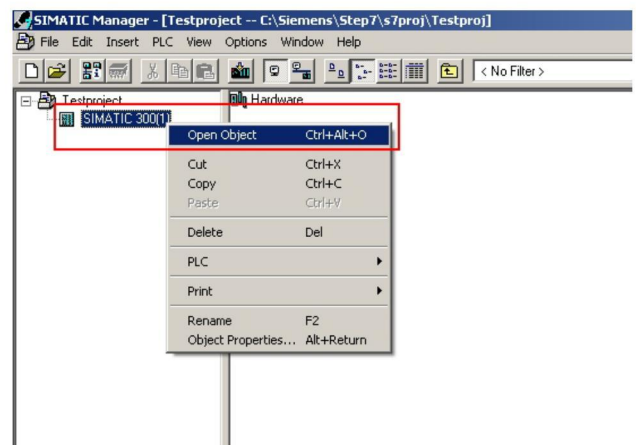 SIMATIC Manager - [Testproject -- C:\Siemens\Step7\s7proj\Testproj]
File Edit Insert PLC View Options Window Help
< No Filter >
Testproject
Hardware
SIMATIC 300(1)
Open Object Ctrl+Alt+O
Cut Ctrl+X
Copy Ctrl+C
Paste Ctrl+V
Delete Del
PLC
Print
Rename F2
Object Properties... Alt+Return